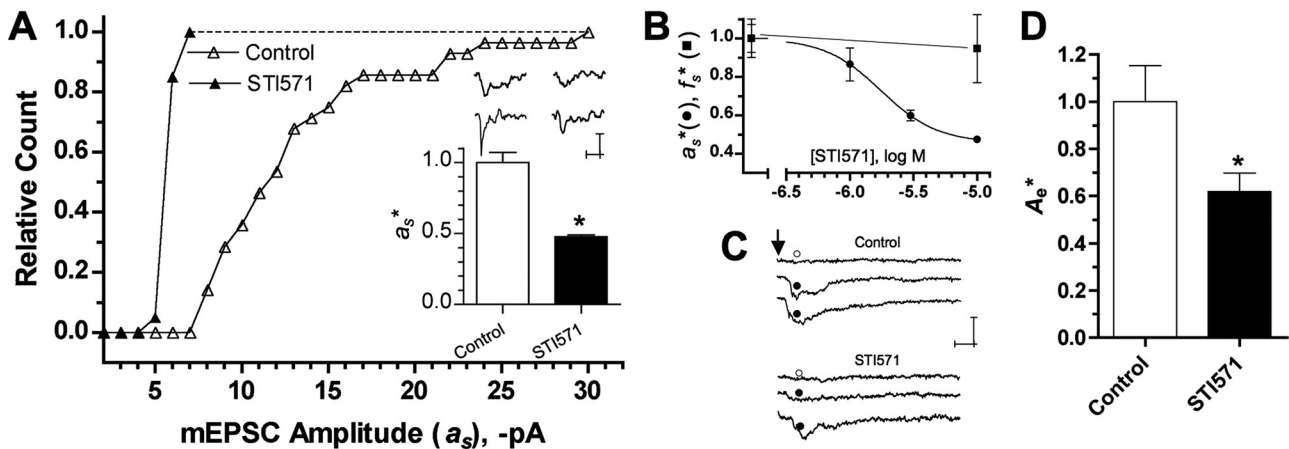 A
Relative Count
1.0
0.8
0.6
0.4
0.2
0.0
Control
STI571
5
10
15
20
25
30
mEPSC Amplitude (as), -pA
as*
1.0
0.5
0.0
*
Control
STI571
B
as*(●), fs*(■)
1.0
0.8
0.6
0.4
[STI571], log M
-6.5
-6.0
-5.5
-5.0
C
Control
STI571
D
Ae*
1.2
1.0
0.8
0.6
0.4
0.2
0.0
*
Control
STI571